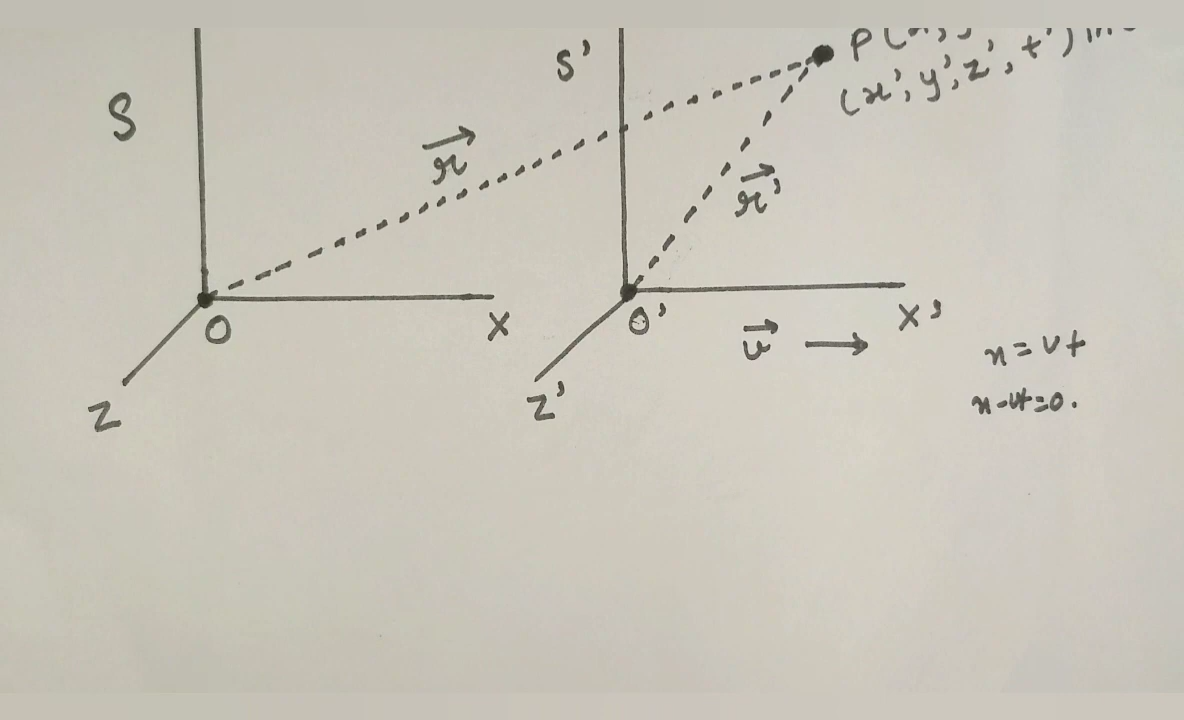 S
S'
P(
(x', y', z', t')
r⃗
r⃗'
O
X
Z
O'
X'
Z'
v⃗ →
x = vt
x-vt=0.